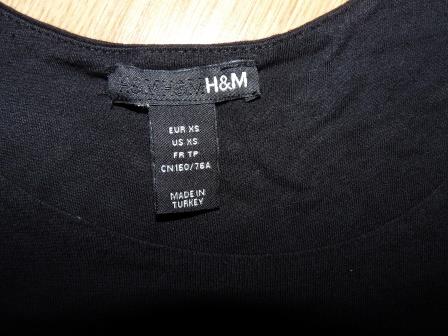 H&M
EUR XS
US XS
FR TP
CN160/76A
MADE IN
TURKEY